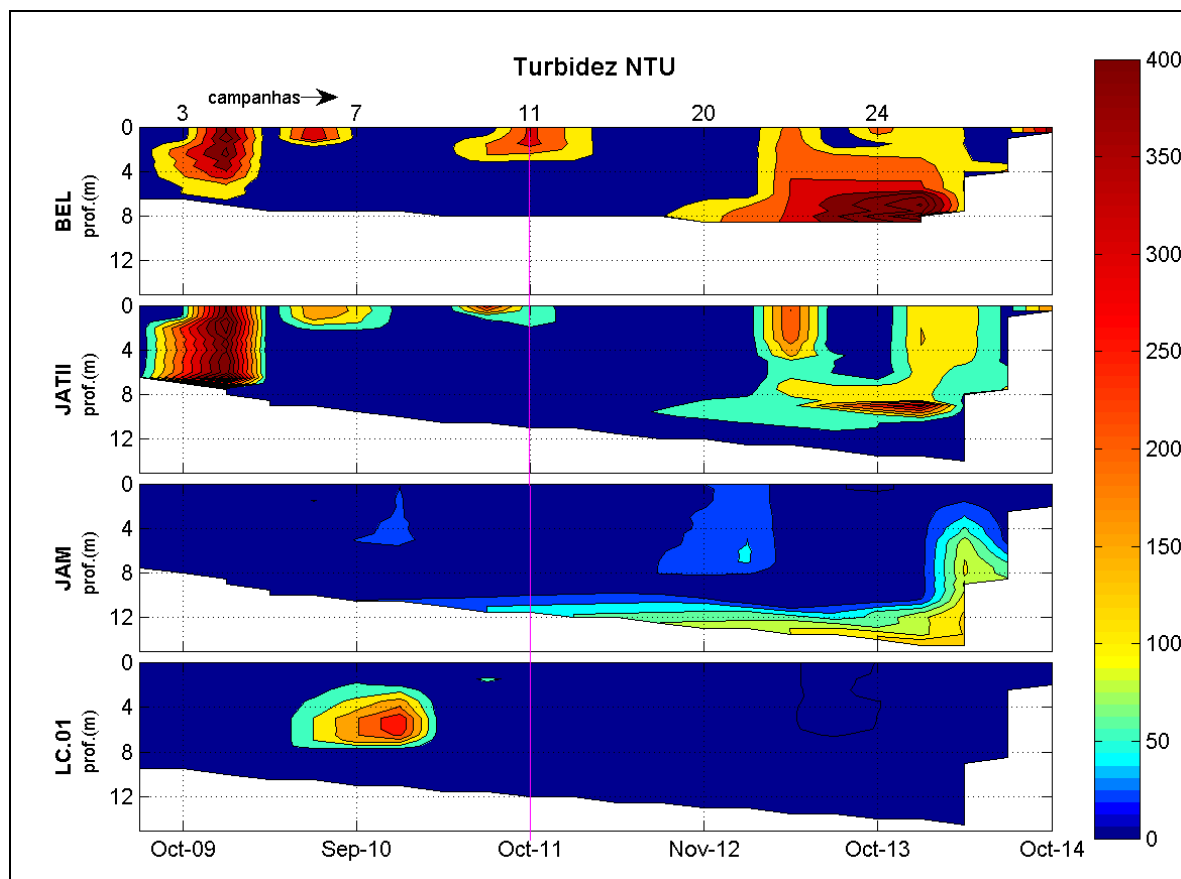 Turbidez NTU
campanhas
3 7 11 20 24
BEL
prof.(m)
0
4
8
12
JATII
prof.(m)
0
4
8
12
JAM
prof.(m)
0
4
8
12
LC.01
prof.(m)
0
4
8
12
Oct-09 Sep-10 Oct-11 Nov-12 Oct-13 Oct-14
400
350
300
250
200
150
100
50
0